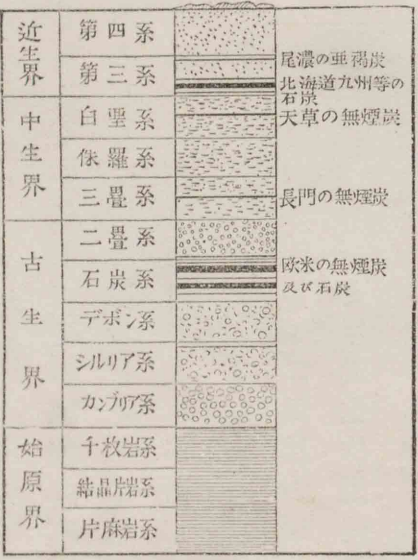 近生界
第四系
第三系
尾濃の亜褐炭
北海道九州等の
石炭
中生界
白堊系
天草の無煙炭
侏羅系
三畳系
長門の無煙炭
古生界
二畳系
石炭系
欧米の無煙炭
及び石炭
デボン系
シルリア系
カンブリア系
始原界
千枚岩系
結晶片岩系
片麻岩系